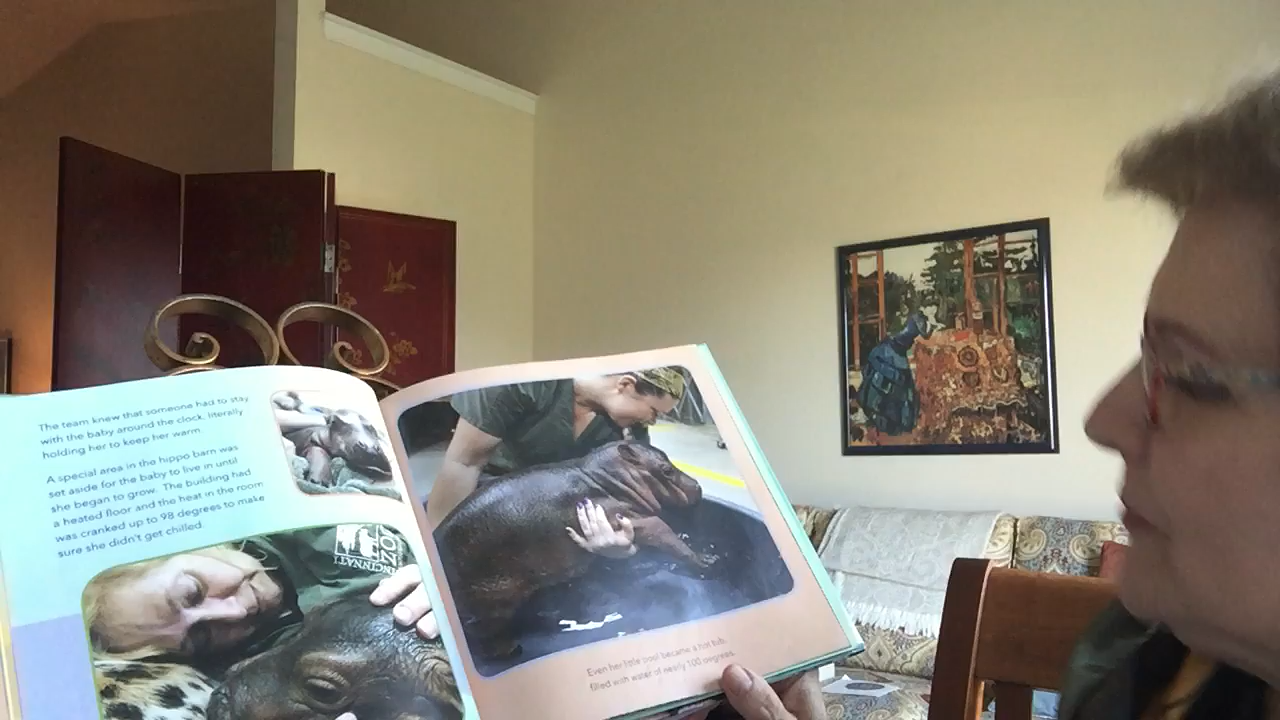 The team knew that someone had to stay
with the baby around the clock, literally
holding her to keep her warm.
A special area in the hippo barn was
set aside for the baby to live in until
she began to grow. The building had
a heated floor and the heat in the room
was cranked up to 98 degrees to make
sure she didn't get chilled.
CINCINNATI
ZOO
Even her little pool became a hot tub,
filled with water of nearly 100 degrees.